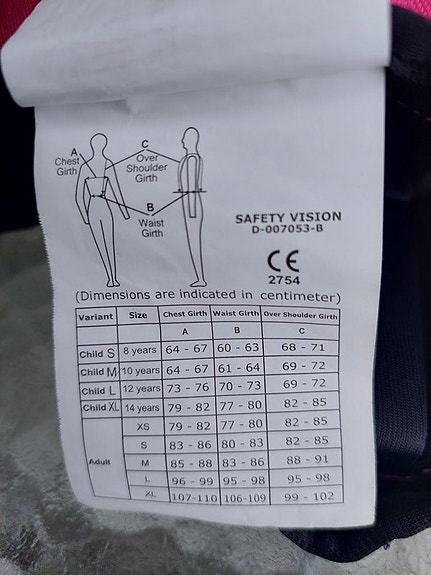 A
Chest
Girth
C
Over
Shoulder
Girth
B
Waist
Girth
SAFETY VISION
D-007053-B
CE
2754
(Dimensions are indicated in centimeter)
Variant Size Chest Girth Waist Girth Over Shoulder Girth
A B C
Child S 8 years 64 - 67 60 - 63 68 - 71
Child M 10 years 64 - 67 61 - 64 69 - 72
Child L 12 years 73 - 76 70 - 73 69 - 72
Child XL 14 years 79 - 82 77 - 80 82 - 85
Adult XS 79 - 82 77 - 80 82 - 85
S 83 - 86 80 - 83 82 - 85
M 85 - 88 83 - 86 88 - 91
L 96 - 99 95 - 98 95 - 98
XL 107-110 106-109 99 - 102